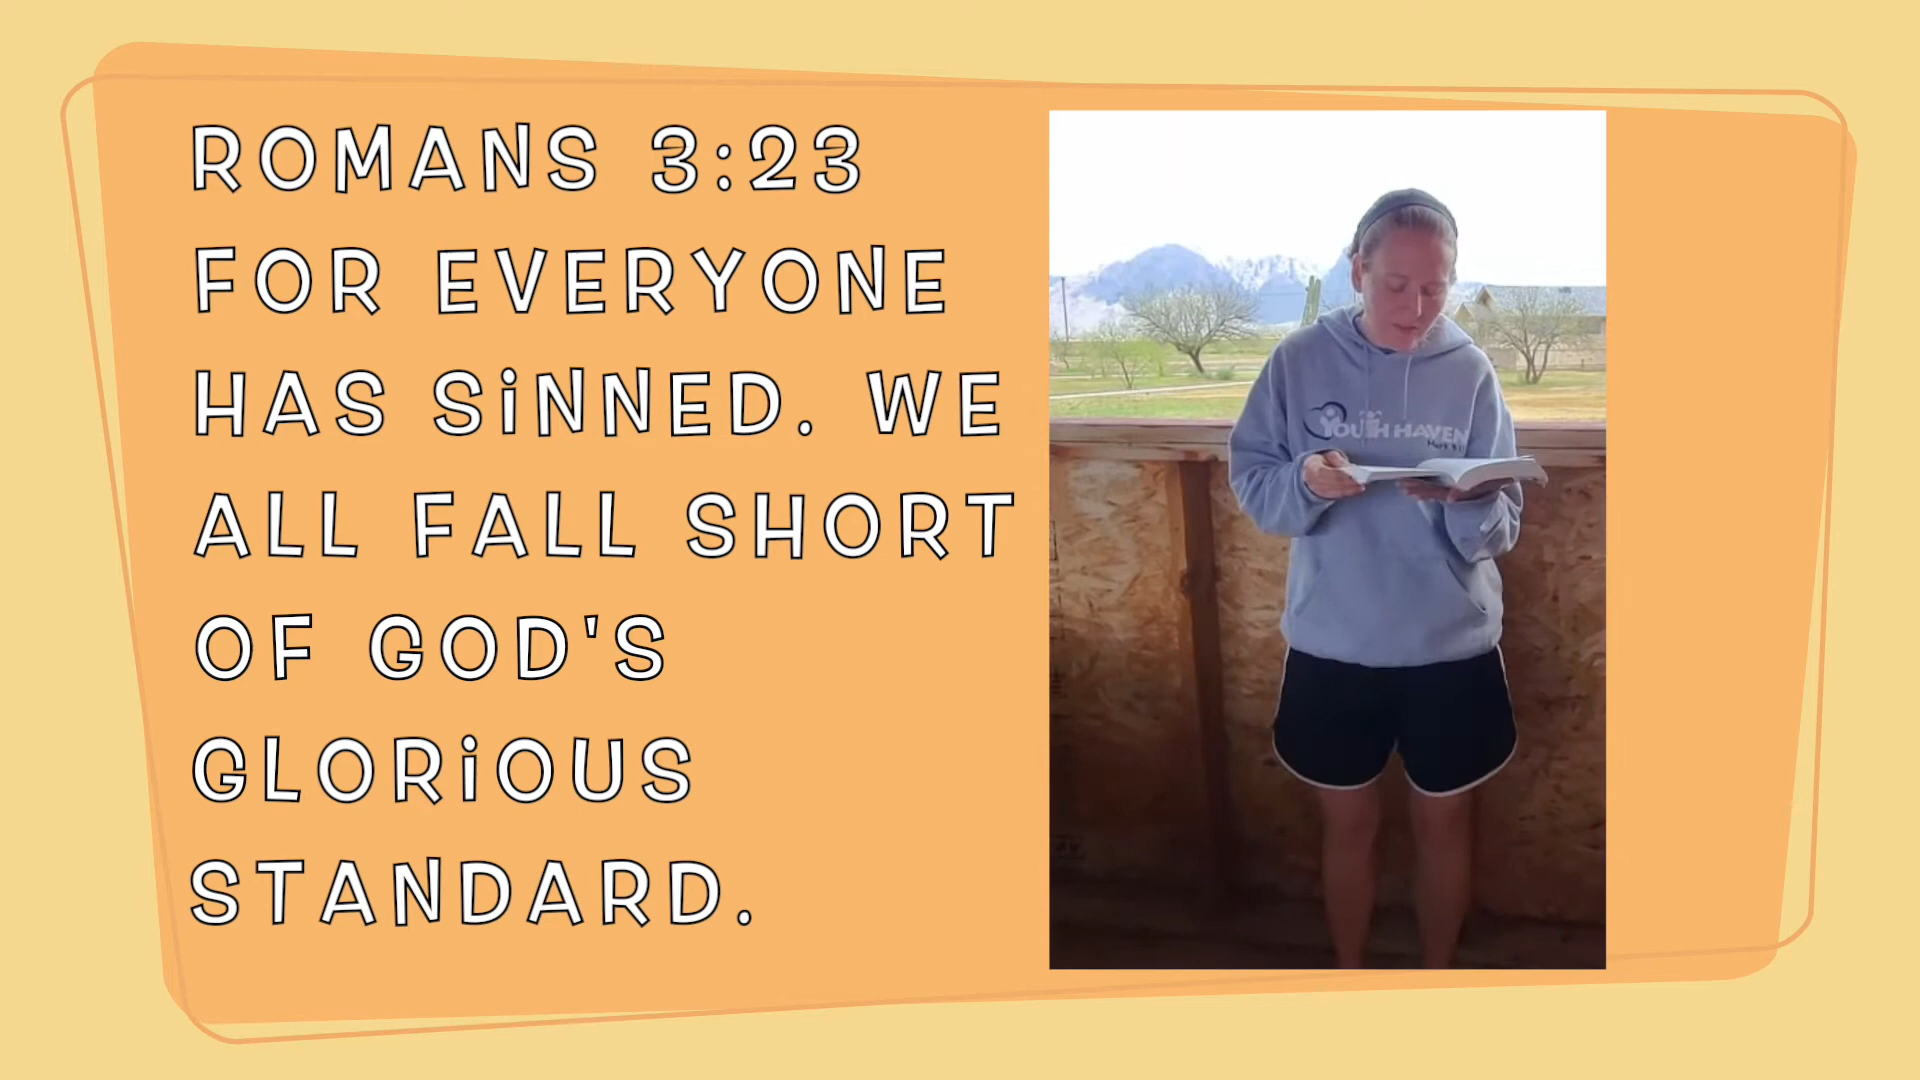 ROMANS 3:23
FOR EVERYONE
HAS SiNNED. WE
ALL FALL SHORT
OF GOD'S
GLORiOUS
STANDARD.
YOUTH HAVEN